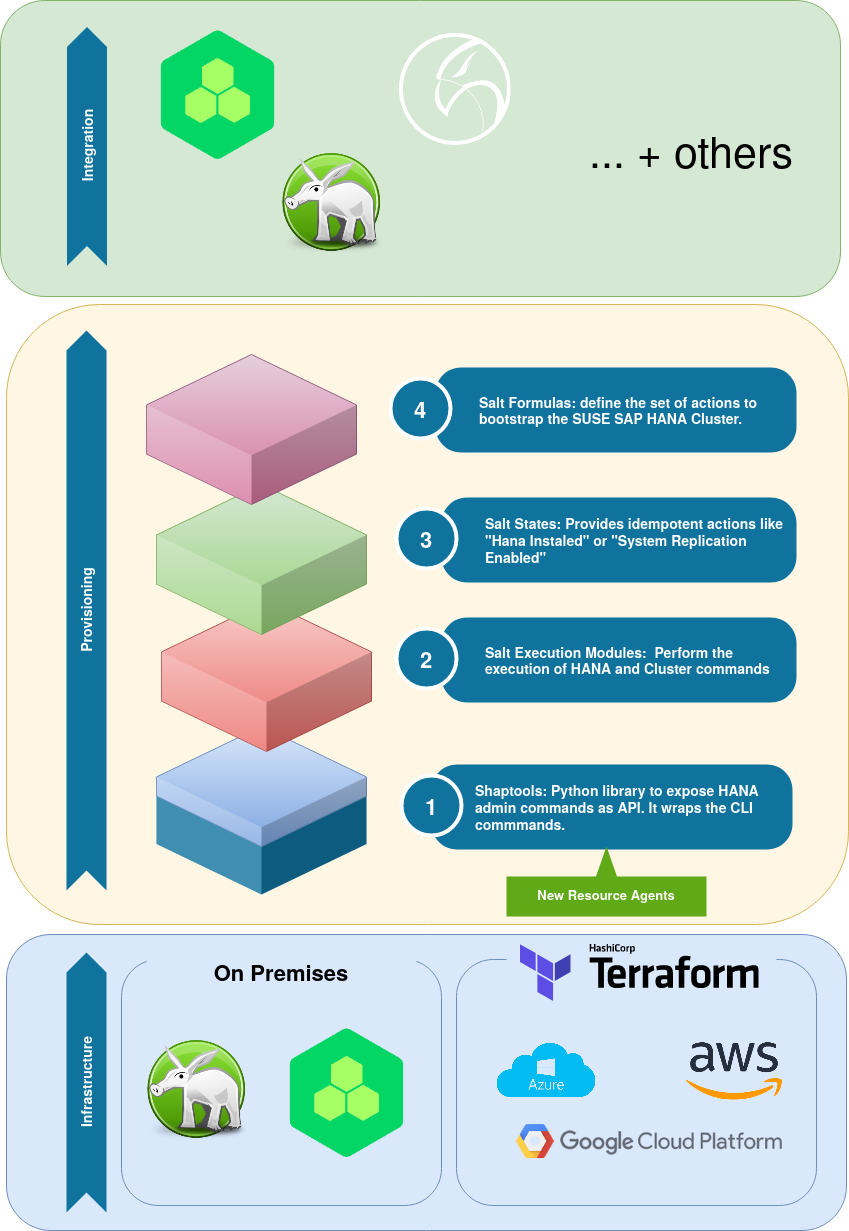 Integration
... + others
Provisioning
4
Salt Formulas: define the set of actions to
bootstrap the SUSE SAP HANA Cluster.
3
Salt States: Provides idempotent actions like
"Hana Instaled" or "System Replication
Enabled"
2
Salt Execution Modules:  Perform the
execution of HANA and Cluster commands
1
Shaptools: Python library to expose HANA
admin commands as API. It wraps the CLI
commmands.
New Resource Agents
Infrastructure
On Premises
HashiCorp
Terraform
Azure
aws
Google Cloud Platform